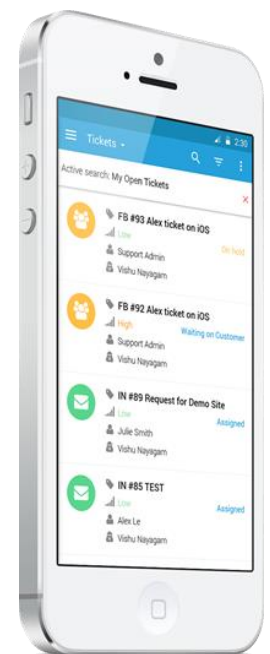 2:30
Tickets
Active search: My Open Tickets
FB #93 Alex ticket on iOS
Low
On hold
Support Admin
Vishu Nayagam
FB #92 Alex ticket on iOS
High
Waiting on Customer
Support Admin
Vishu Nayagam
IN #89 Request for Demo Site
Low
Assigned
Julie Smith
Vishu Nayagam
IN #85 TEST
Low
Assigned
Alex Le
Vishu Nayagam